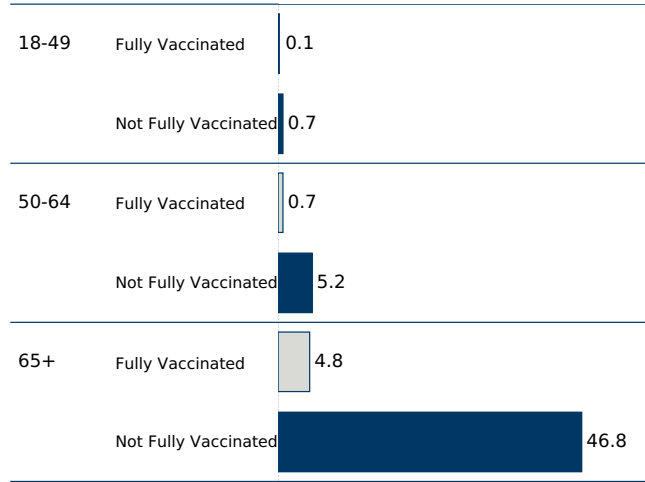 18-49 Fully Vaccinated 0.1
Not Fully Vaccinated 0.7
50-64 Fully Vaccinated 0.7
Not Fully Vaccinated 5.2
65+ Fully Vaccinated 4.8
Not Fully Vaccinated 46.8